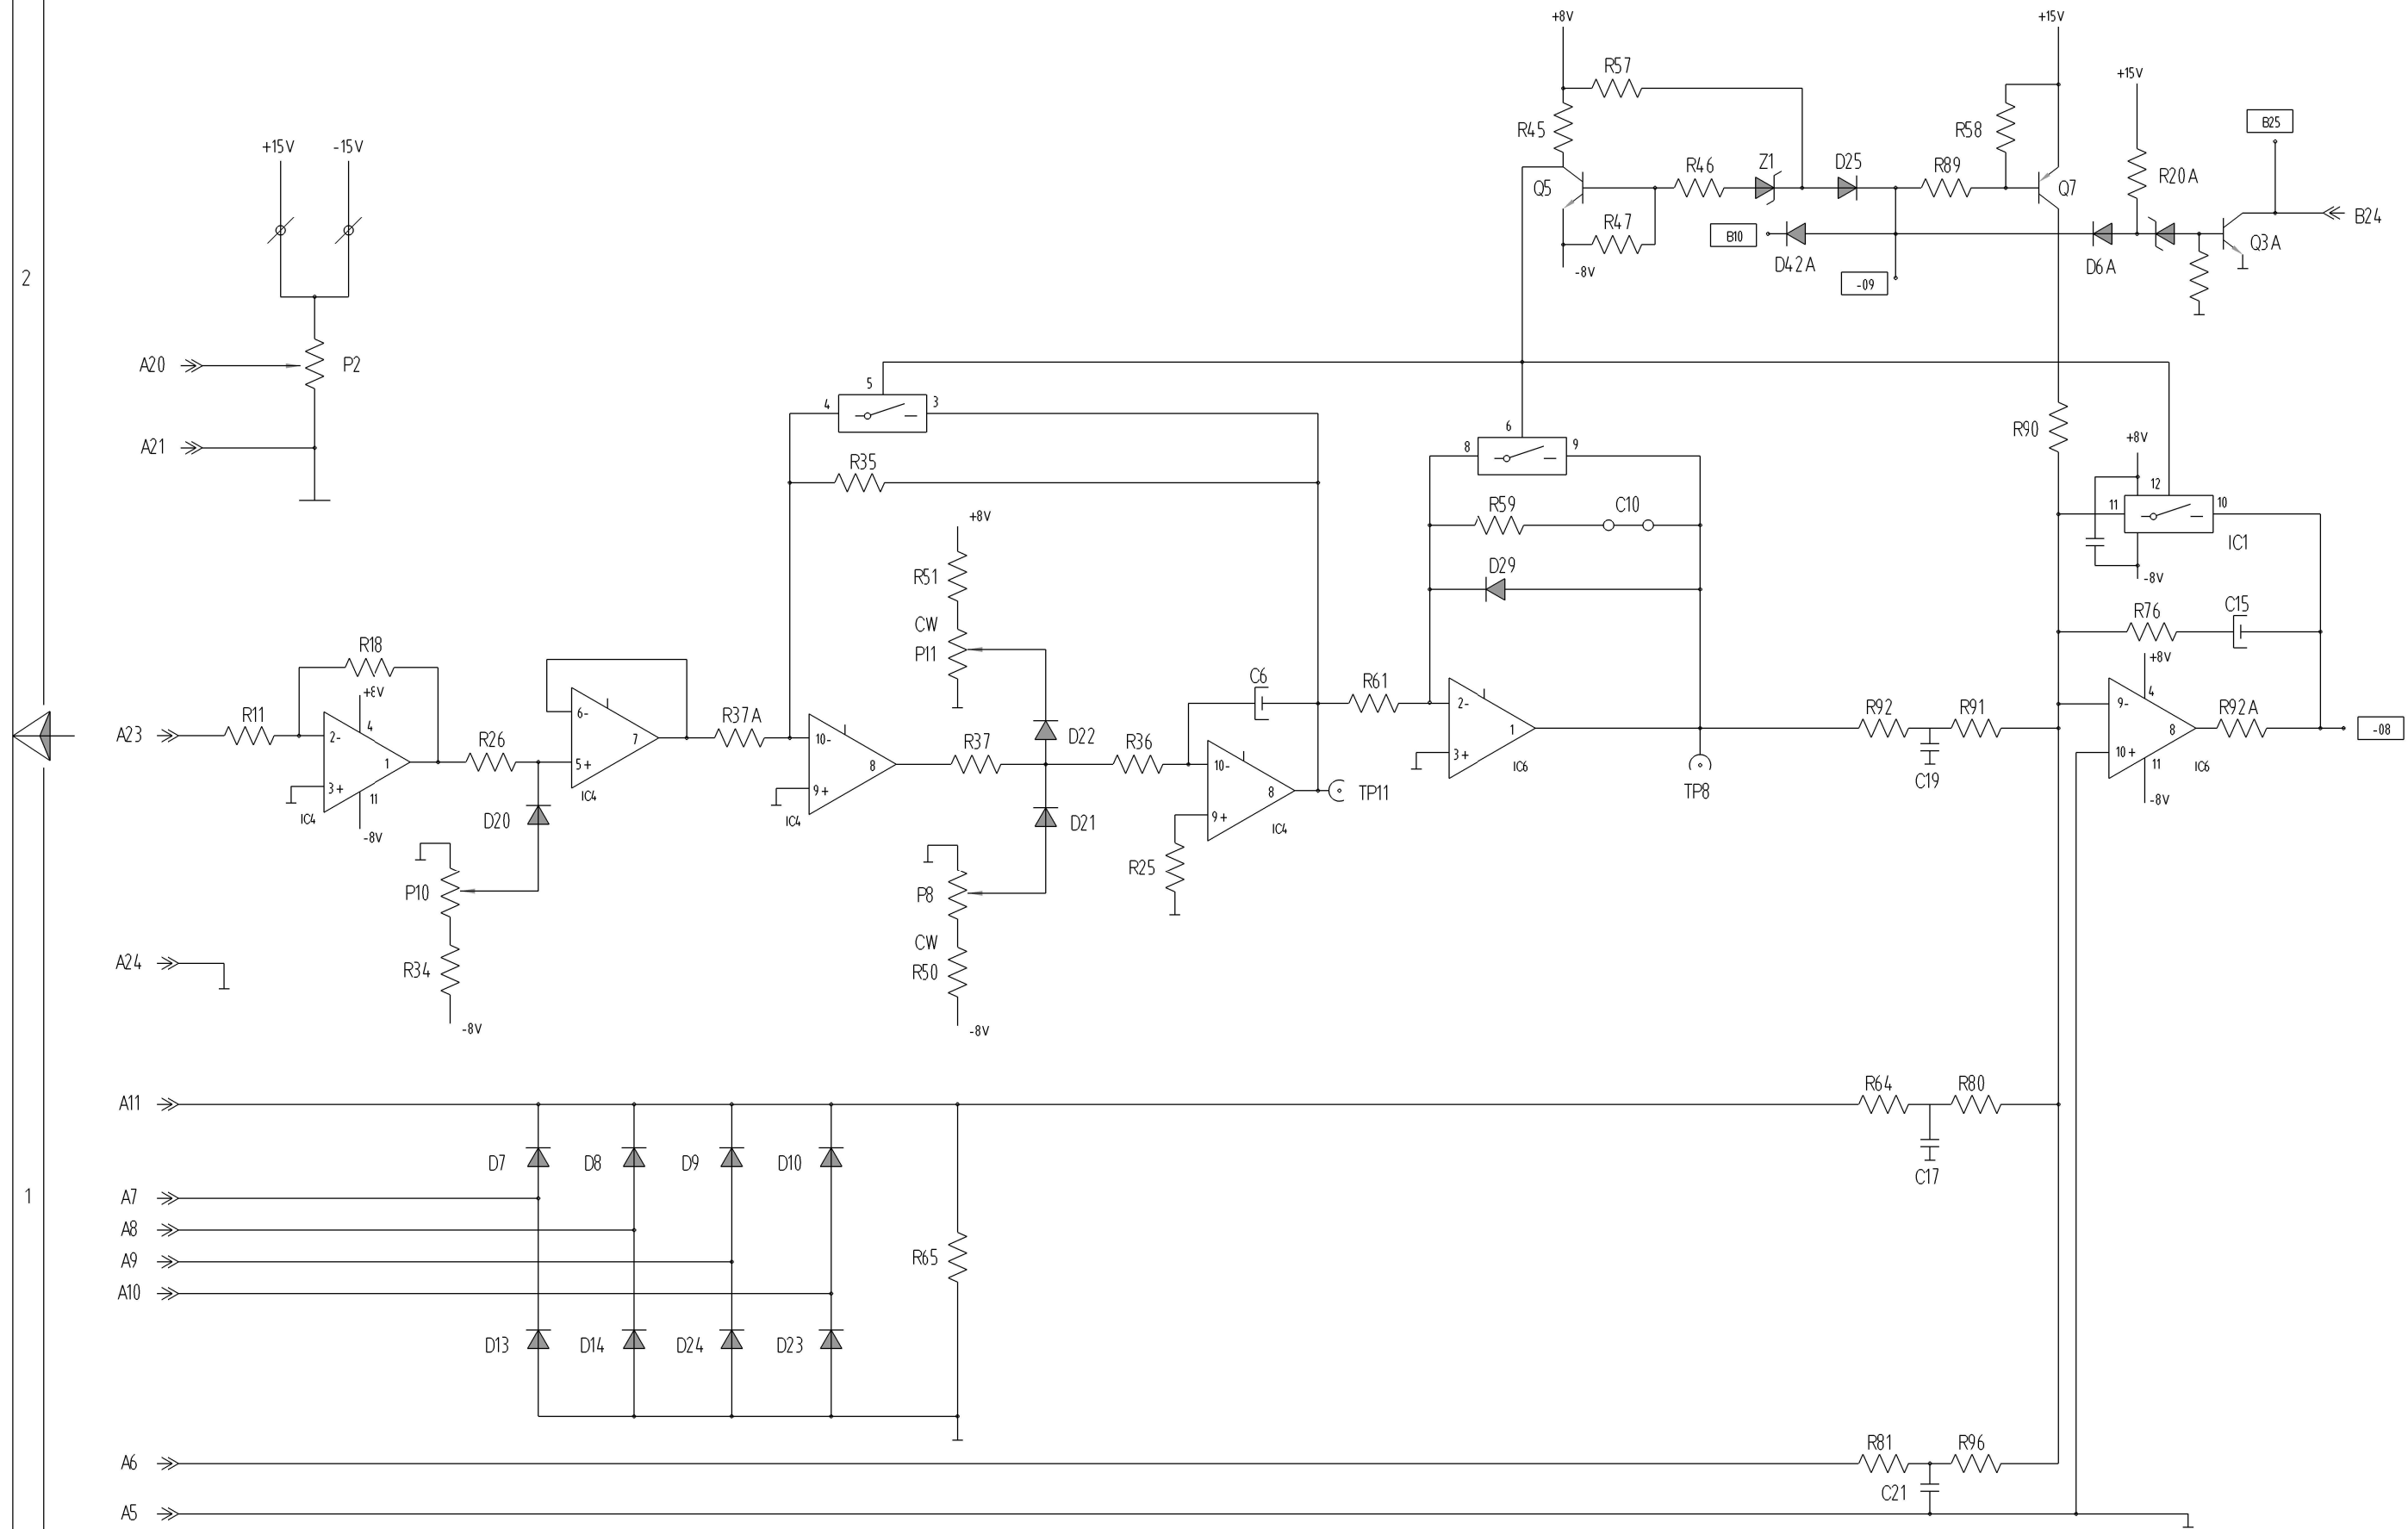 +8V
+15V
R57
+15V
R45
R58
B25
+15V
-15V
Q5
R46
Z1
D25
R89
Q7
R20A
R47
B10
D42A
-8V
-09
D6A
Q3A
B24
2
A20
P2
5
4
3
6
8
9
R90
+8V
A21
R35
12
11
10
R59
C10
IC1
+8V
R51
D29
-8V
CW
P11
R76
C15
R18
+8V
C6
R61
+8V
A23
R11
2-
4
1
3+
11
IC4
-8V
R26
6-
7
5+
IC4
R37A
10-
8
9+
IC4
R37
D22
R36
10-
8
9+
IC4
TP11
2-
1
3+
IC6
TP8
R92
R91
C19
9-
4
8
10+
11
IC6
-8V
R92A
-08
D20
D21
P10
P8
R25
CW
R34
R50
A24
-8V
-8V
A11
R64
R80
D7
D8
D9
D10
C17
1
A7
A8
A9
R65
A10
D13
D14
D24
D23
A6
R81
R96
C21
A5